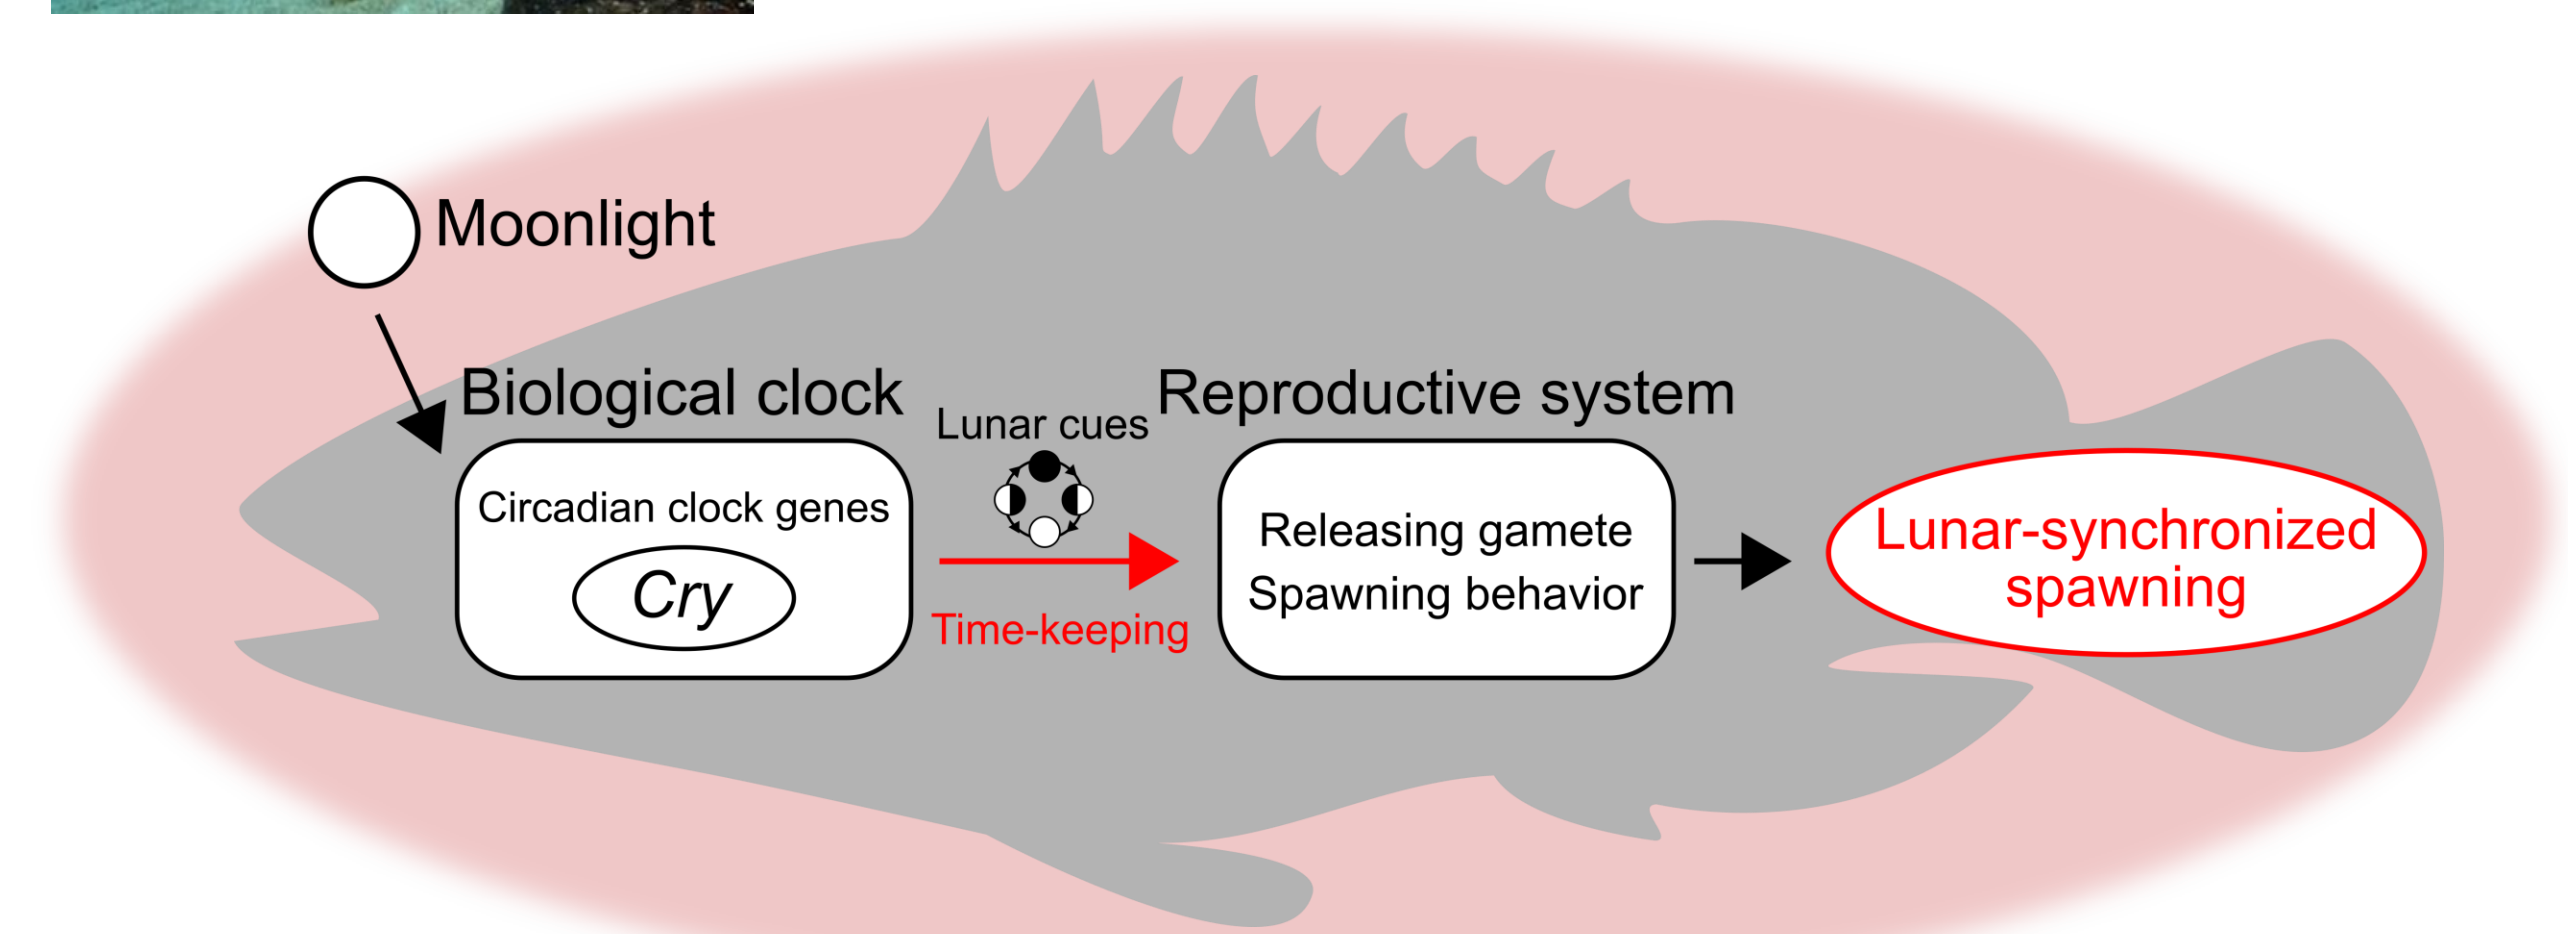 Moonlight
Biological clock
Circadian clock genes
Cry
Lunar cues
Time-keeping
Reproductive system
Releasing gamete
Spawning behavior
Lunar-synchronized
spawning